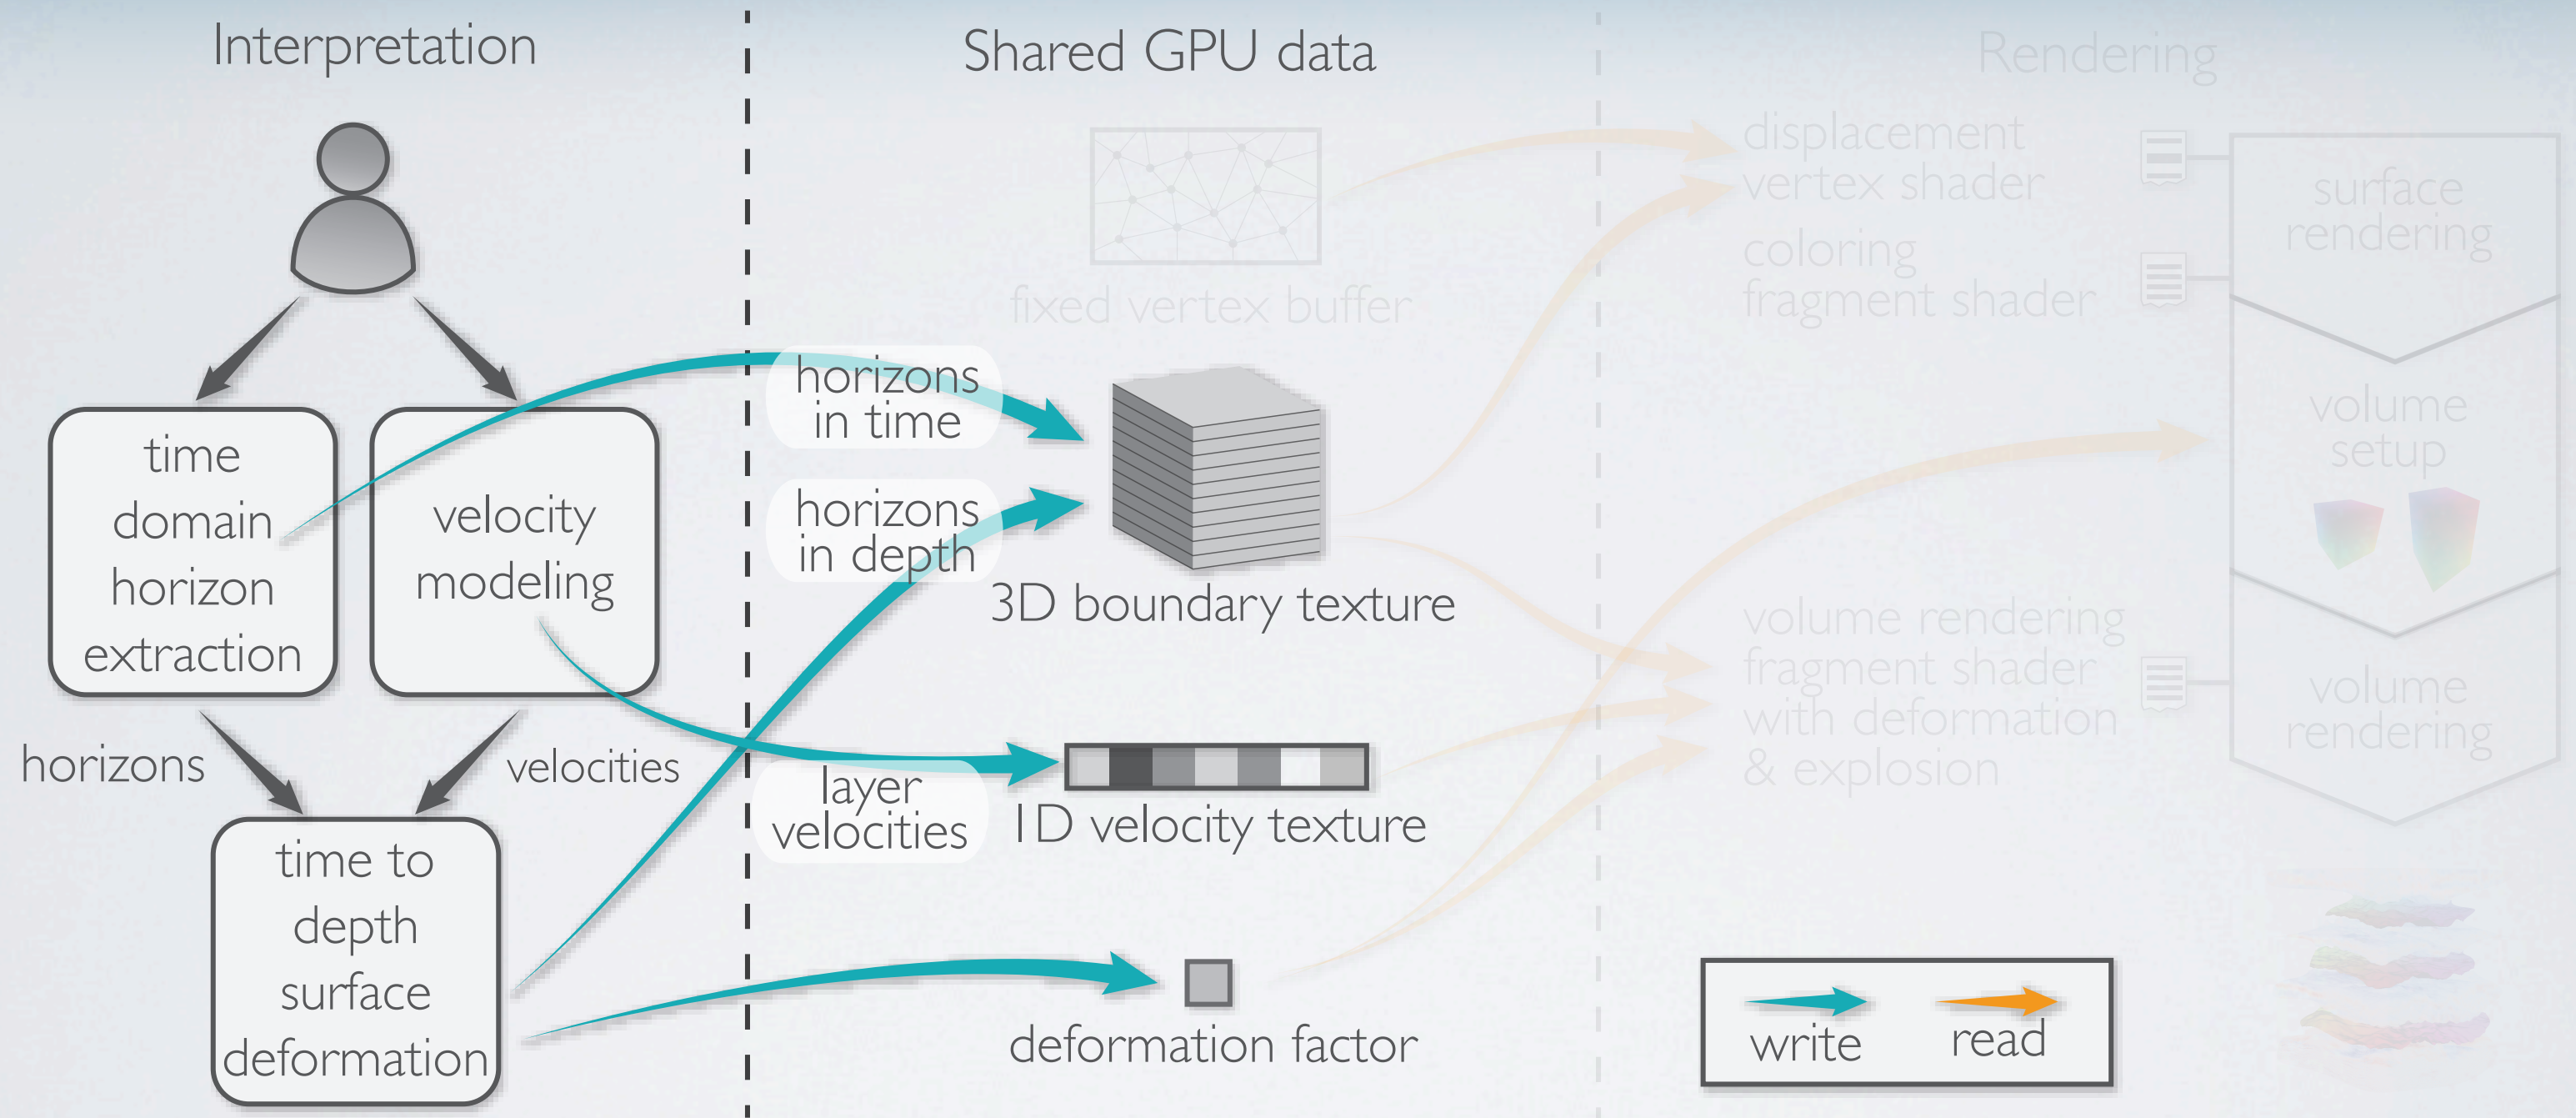 Interpretation
Shared GPU data
Rendering
time
domain
horizon
extraction
velocity
modeling
horizons
velocities
time to
depth
surface
deformation
horizons
in time
horizons
in depth
layer
velocities
fixed vertex buffer
3D boundary texture
1D velocity texture
deformation factor
displacement
vertex shader
coloring
fragment shader
volume rendering
fragment shader
with deformation
& explosion
surface
rendering
volume
setup
volume
rendering
write
read